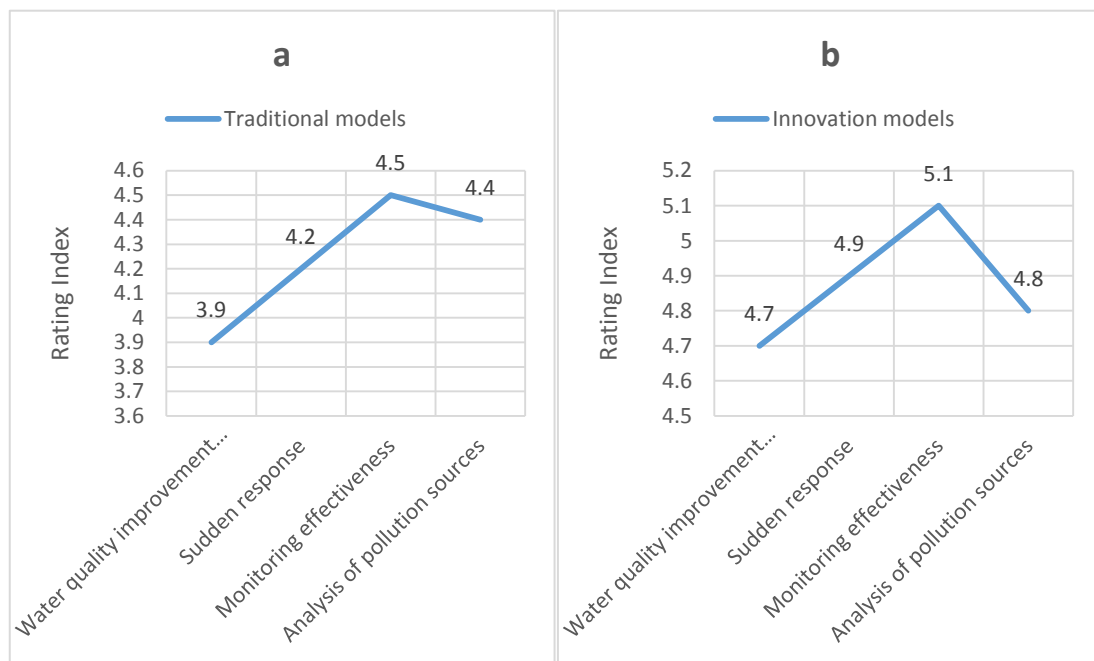 a
Traditional models
4.6
4.5
4.4
4.3
4.2
4.1
4
3.9
3.8
3.7
3.6
Rating Index
3.9
4.2
4.5
4.4
Water quality improvement...
Sudden response
Monitoring effectiveness
Analysis of pollution sources
b
Innovation models
5.2
5.1
5
4.9
4.8
4.7
4.6
4.5
Rating Index
4.7
4.9
5.1
4.8
Water quality improvement...
Sudden response
Monitoring effectiveness
Analysis of pollution sources